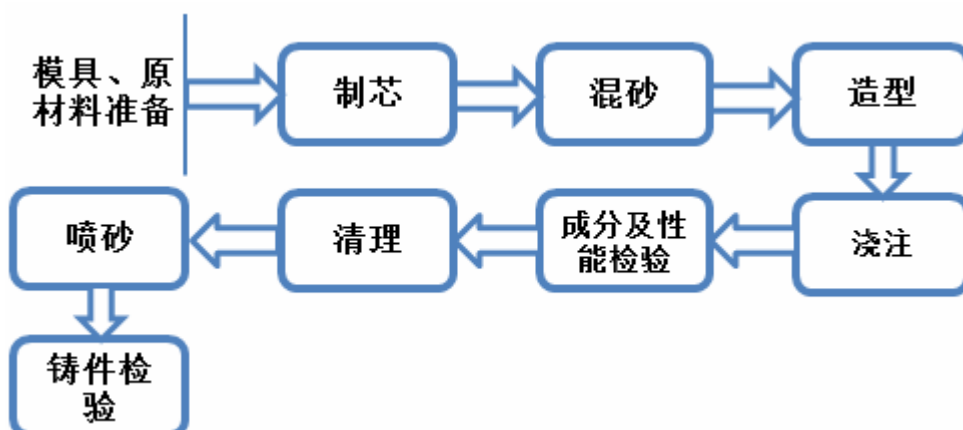 模具、原
材料准备
制芯
混砂
造型
浇注
成分及性
能检验
清理
喷砂
铸件检
验